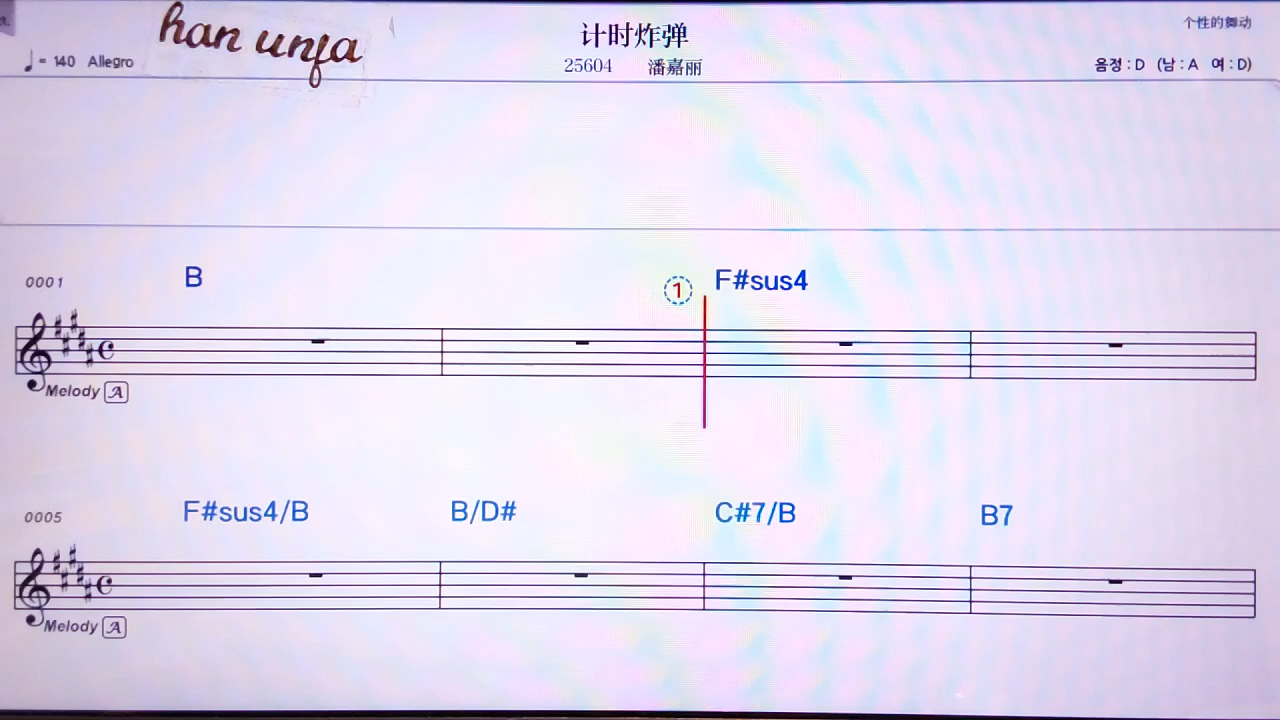 han unfa
计时炸弹
个性的舞动
♩ = 140 Allegro
25604 潘嘉丽
음정 : D (남 : A 여 : D)
0001 B ① F#sus4
Melody A
0005 F#sus4/B B/D# C#7/B B7
Melody A